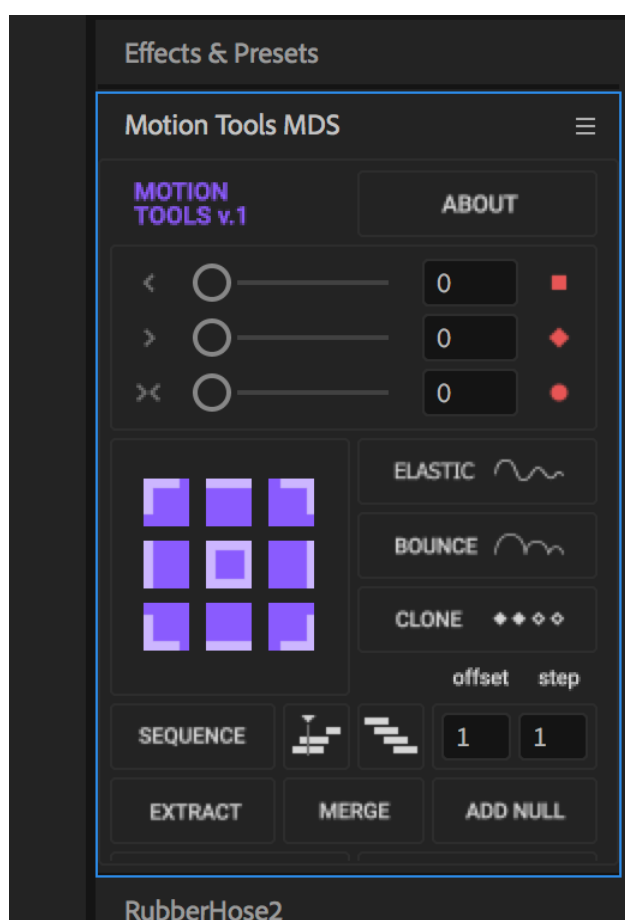 Effects & Presets
Motion Tools MDS
MOTION
TOOLS v.1
ABOUT
0
0
0
ELASTIC
BOUNCE
CLONE
offset step
SEQUENCE
1 1
EXTRACT MERGE ADD NULL
RubberHose2